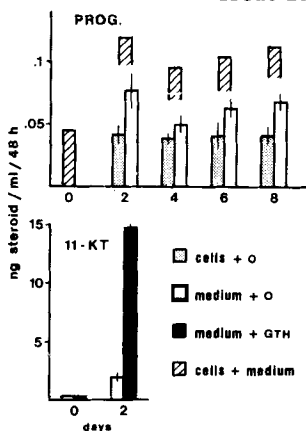 PROG.
.1
.05
0 2 4 6 8
ng steroid / ml / 48 h
15
11-KT
10
5
0 2
days
cells + O
medium + O
medium + GTH
cells + medium